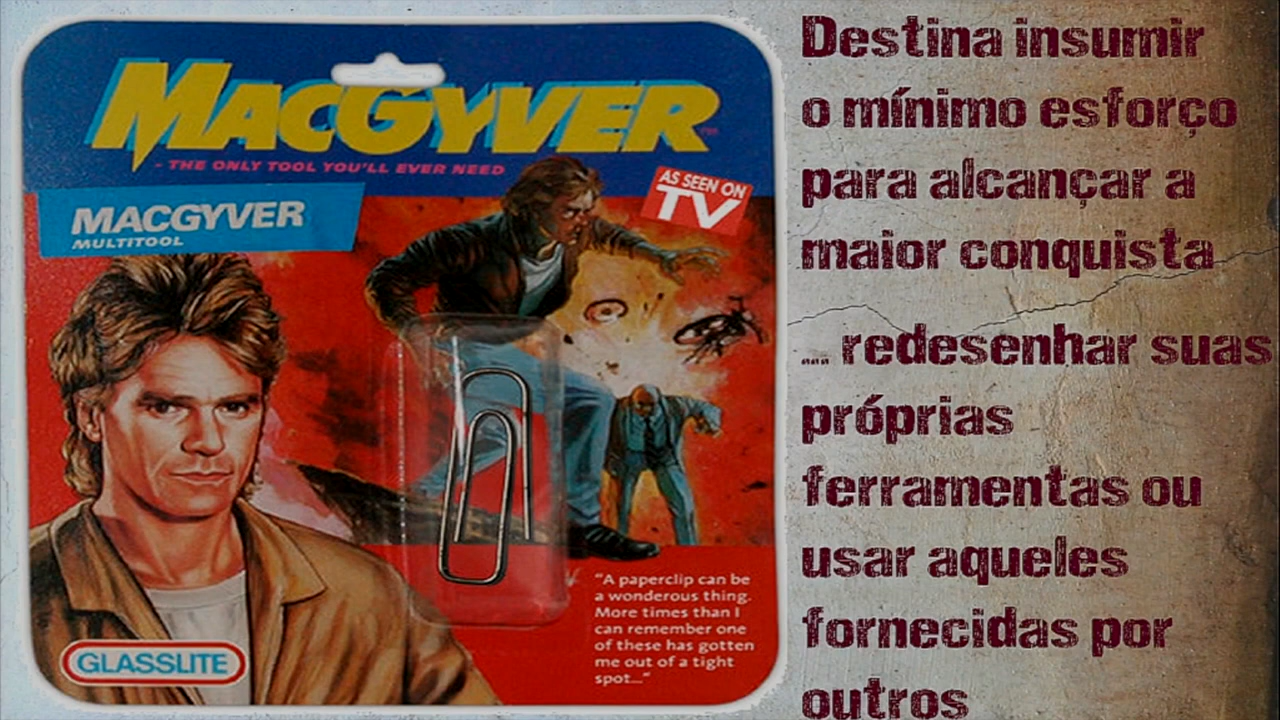 MACGYVER
- THE ONLY TOOL YOU'LL EVER NEED
AS SEEN ON
TV
MACGYVER
MULTITOOL
"A paperclip can be
a wonderous thing.
More times than I
can remember one
of these has gotten
me out of a tight
spot..."
GLASSLITE
Destina insumir
o mínimo esforço
para alcançar a
maior conquista
... redesenhar suas
próprias
ferramentas ou
usar aqueles
fornecidas por
outros